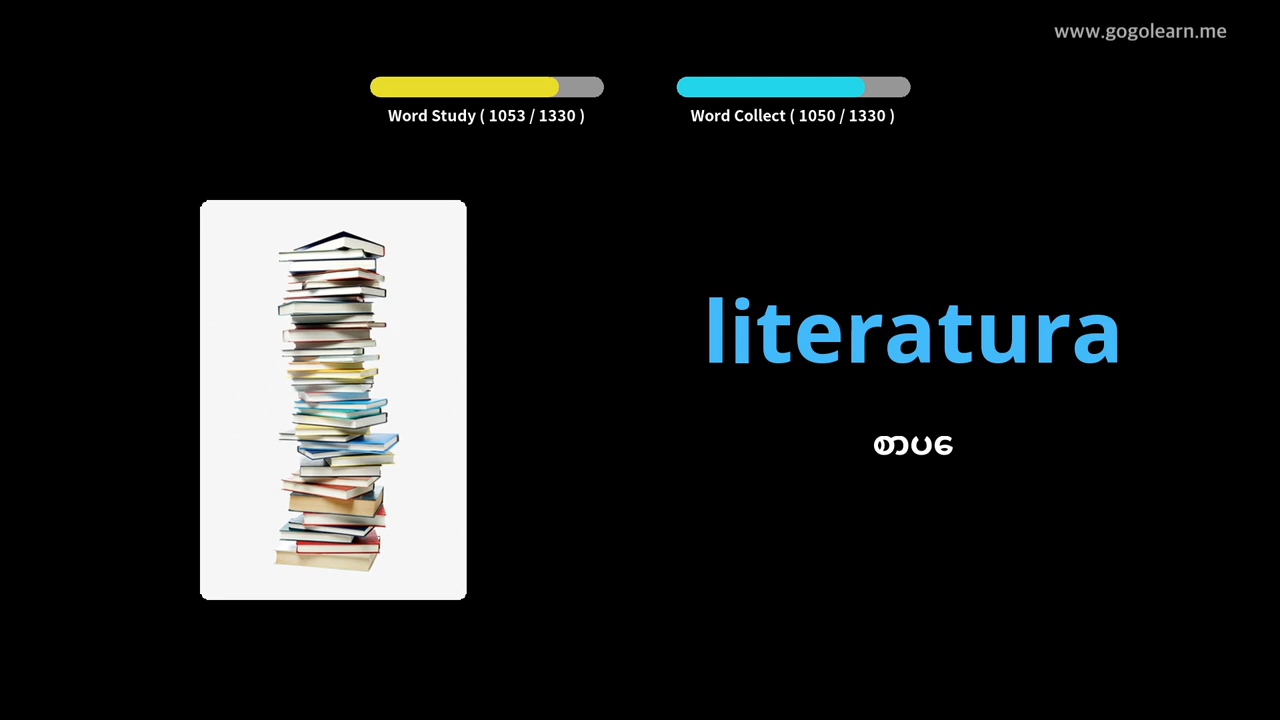 www.gogolearn.me
Word Study ( 1053 / 1330 )
Word Collect ( 1050 / 1330 )
literatura
စာပေ